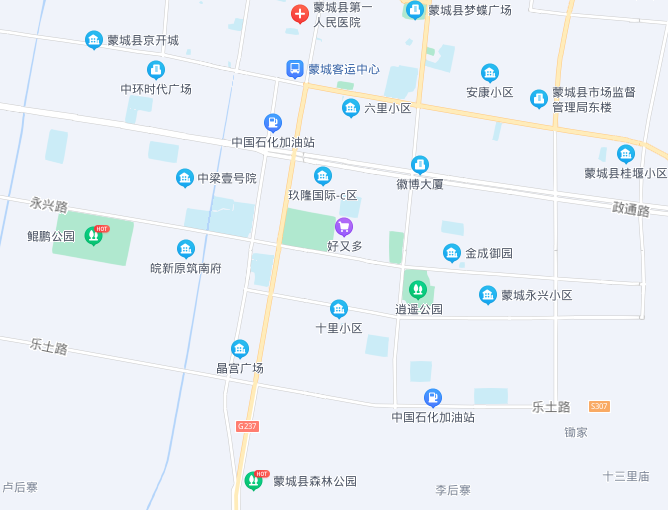 蒙城县第一
人民医院
蒙城县梦蝶广场
蒙城县京开城
中环时代广场
蒙城客运中心
安康小区
蒙城县市场监督
管理局东楼
六里小区
中国石化加油站
蒙城县桂堰小区
中梁壹号院
玖隆国际-c区
徽博大厦
永兴路
政通路
鲲鹏公园
HOT
好又多
皖新原筑南府
金成御园
蒙城永兴小区
逍遥公园
十里小区
乐土路
晶宫广场
中国石化加油站
乐土路
S307
G237
锄家
HOT
蒙城县森林公园
卢后寨
李后寨
十三里庙